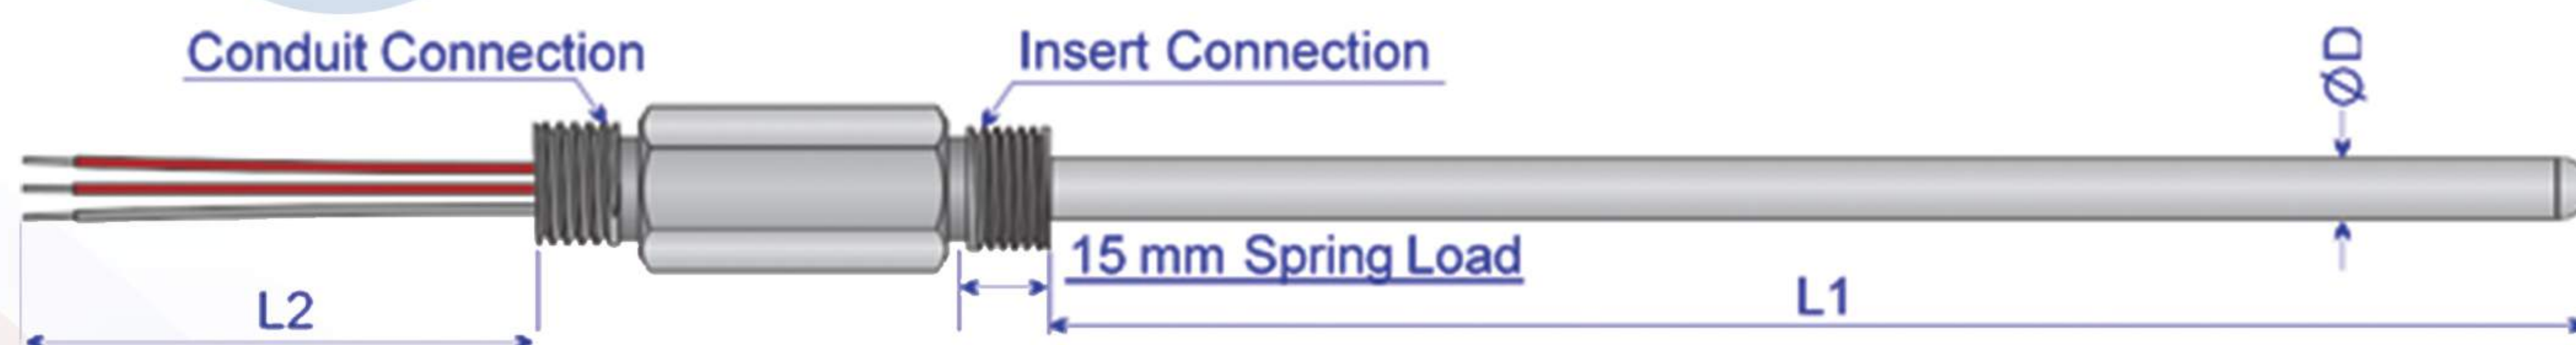 Conduit Connection
Insert Connection
ØD
15 mm Spring Load
L2
L1